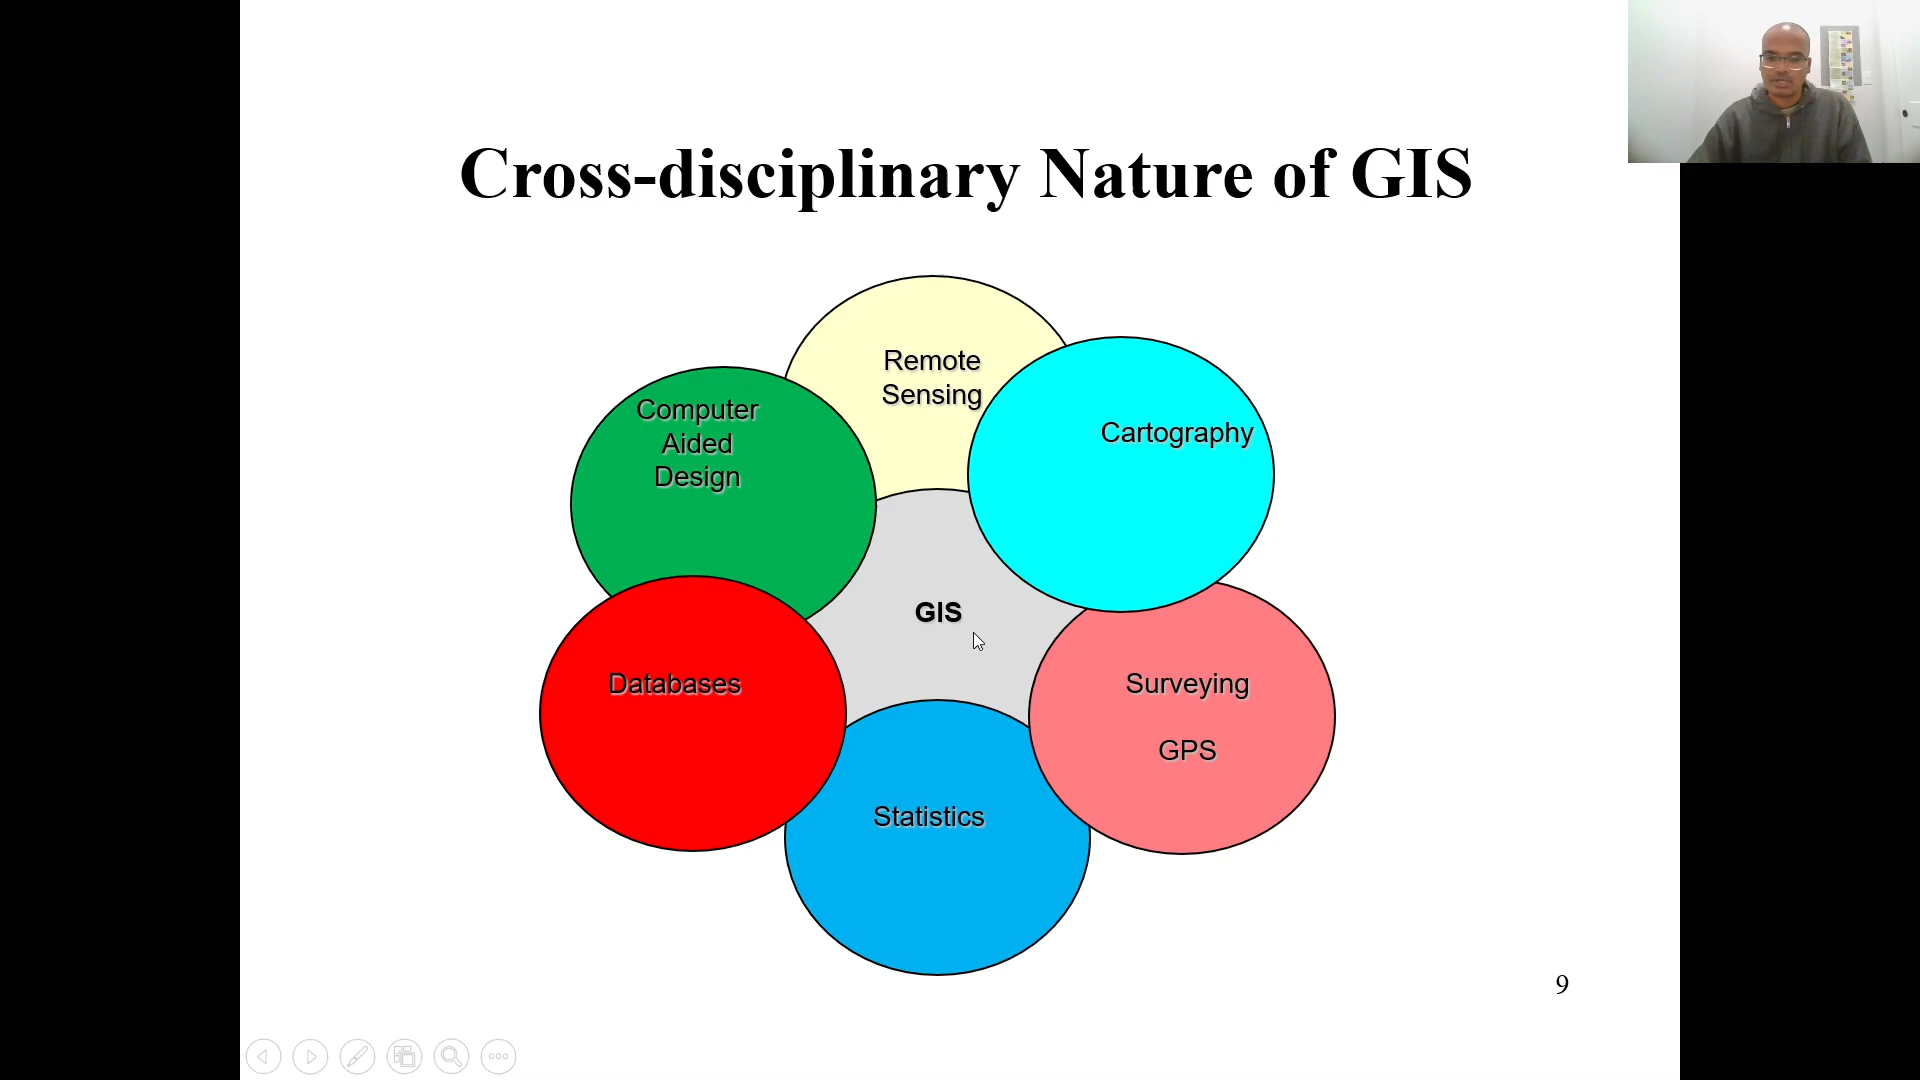 Cross-disciplinary Nature of GIS
Remote
Sensing
Computer
Aided
Design
Cartography
GIS
Databases
Surveying
GPS
Statistics
9